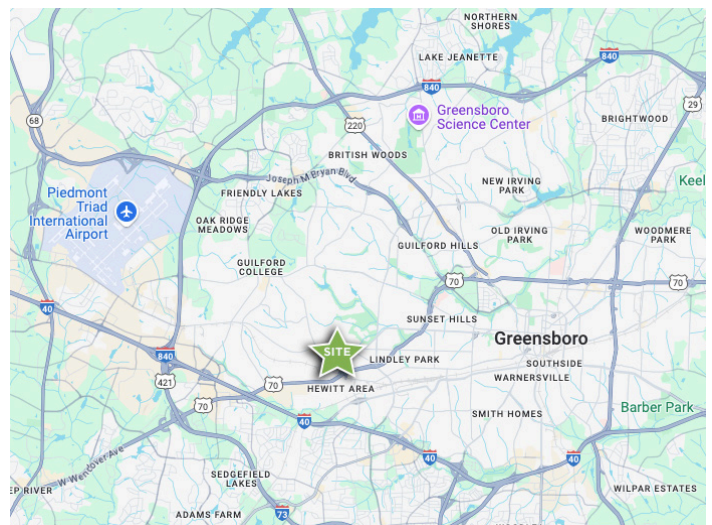 NORTHERN
SHORES
LAKE JEANETTE
840
840
29
68
Greensboro
Science Center
BRIGHTWOOD
220
BRITISH WOODS
Joseph M Bryan Blvd
Keel
Piedmont
Triad
International
Airport
FRIENDLY LAKES
NEW IRVING
PARK
OAK RIDGE
MEADOWS
OLD IRVING
PARK
WOODMERE
PARK
GUILFORD HILLS
GUILFORD
COLLEGE
70
70
40
SUNSET HILLS
Greensboro
SITE
840
LINDLEY PARK
SOUTHSIDE
WARNERSVILLE
421
70
HEWITT AREA
70
SMITH HOMES
Barber Park
40
W Wendover Ave
40
40
SEDGEFIELD
LAKES
EP RIVER
WILPAR ESTATES
73
ADAMS FARM